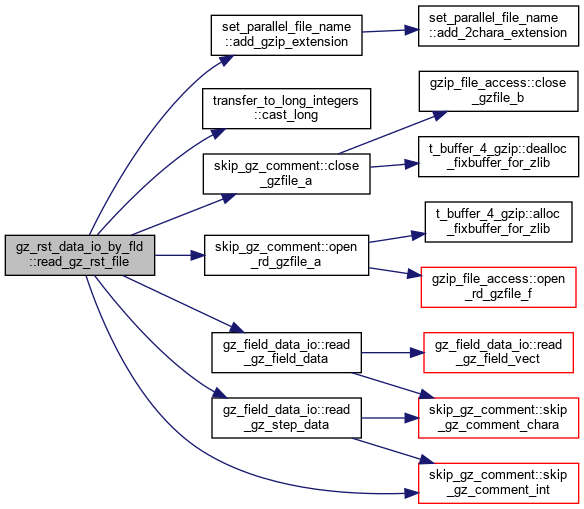 set_parallel_file_name
::add_gzip_extension
set_parallel_file_name
::add_2chara_extension
transfer_to_long_integers
::cast_long
gzip_file_access::close
_gzfile_b
skip_gz_comment::close
_gzfile_a
t_buffer_4_gzip::dealloc
_fixbuffer_for_zlib
gz_rst_data_io_by_fld
::read_gz_rst_file
skip_gz_comment::open
_rd_gzfile_a
t_buffer_4_gzip::alloc
_fixbuffer_for_zlib
gzip_file_access::open
_rd_gzfile_f
gz_field_data_io::read
_gz_field_data
gz_field_data_io::read
_gz_field_vect
gz_field_data_io::read
_gz_step_data
skip_gz_comment::skip
_gz_comment_chara
skip_gz_comment::skip
_gz_comment_int